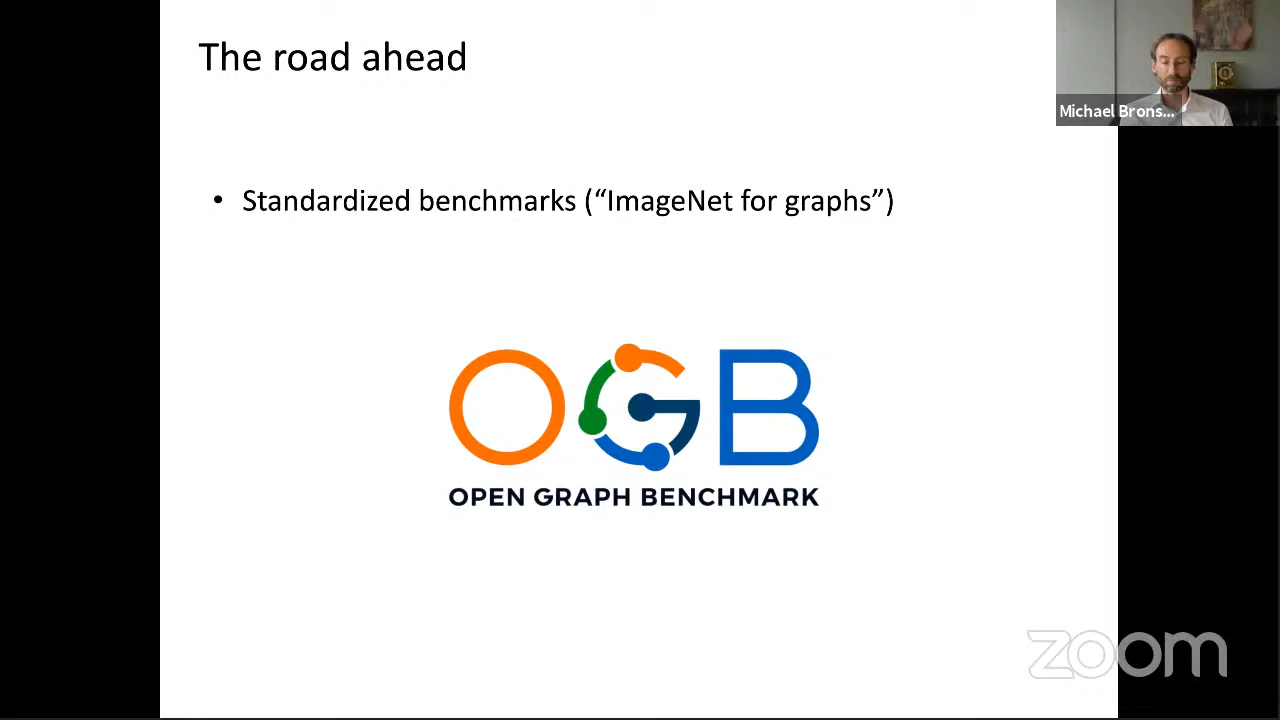 The road ahead
Michael Brons...
• Standardized benchmarks (“ImageNet for graphs”)
OGB
OPEN GRAPH BENCHMARK
zoom